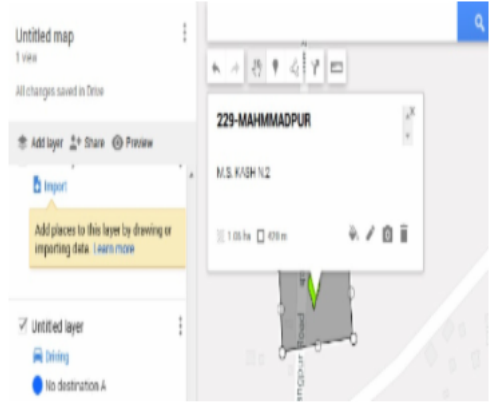 Untitled map
1 view
All changes saved in Drive
Add layer Share Preview
Import
Add places to this layer by drawing or
importing data. Learn more
Untitled layer
Driving
No destination A
229-MAHMMADPUR
M.S. KASH N.2
Road